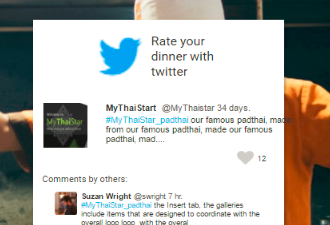 Rate your
dinner with
twitter
MyThaiStart @MyThaistar 34 days.
#MyThaiStar_padthai our famous padthai, made
from our famous padthai, made our famous
padthai, mad....
MyThaiStar
12
Comments by others:
Suzan Wright @swright 7 hr.
#MyThaiStar_padthai the Insert tab, the galleries
include items that are designed to coordinate with the
overall loop loop, with the overal